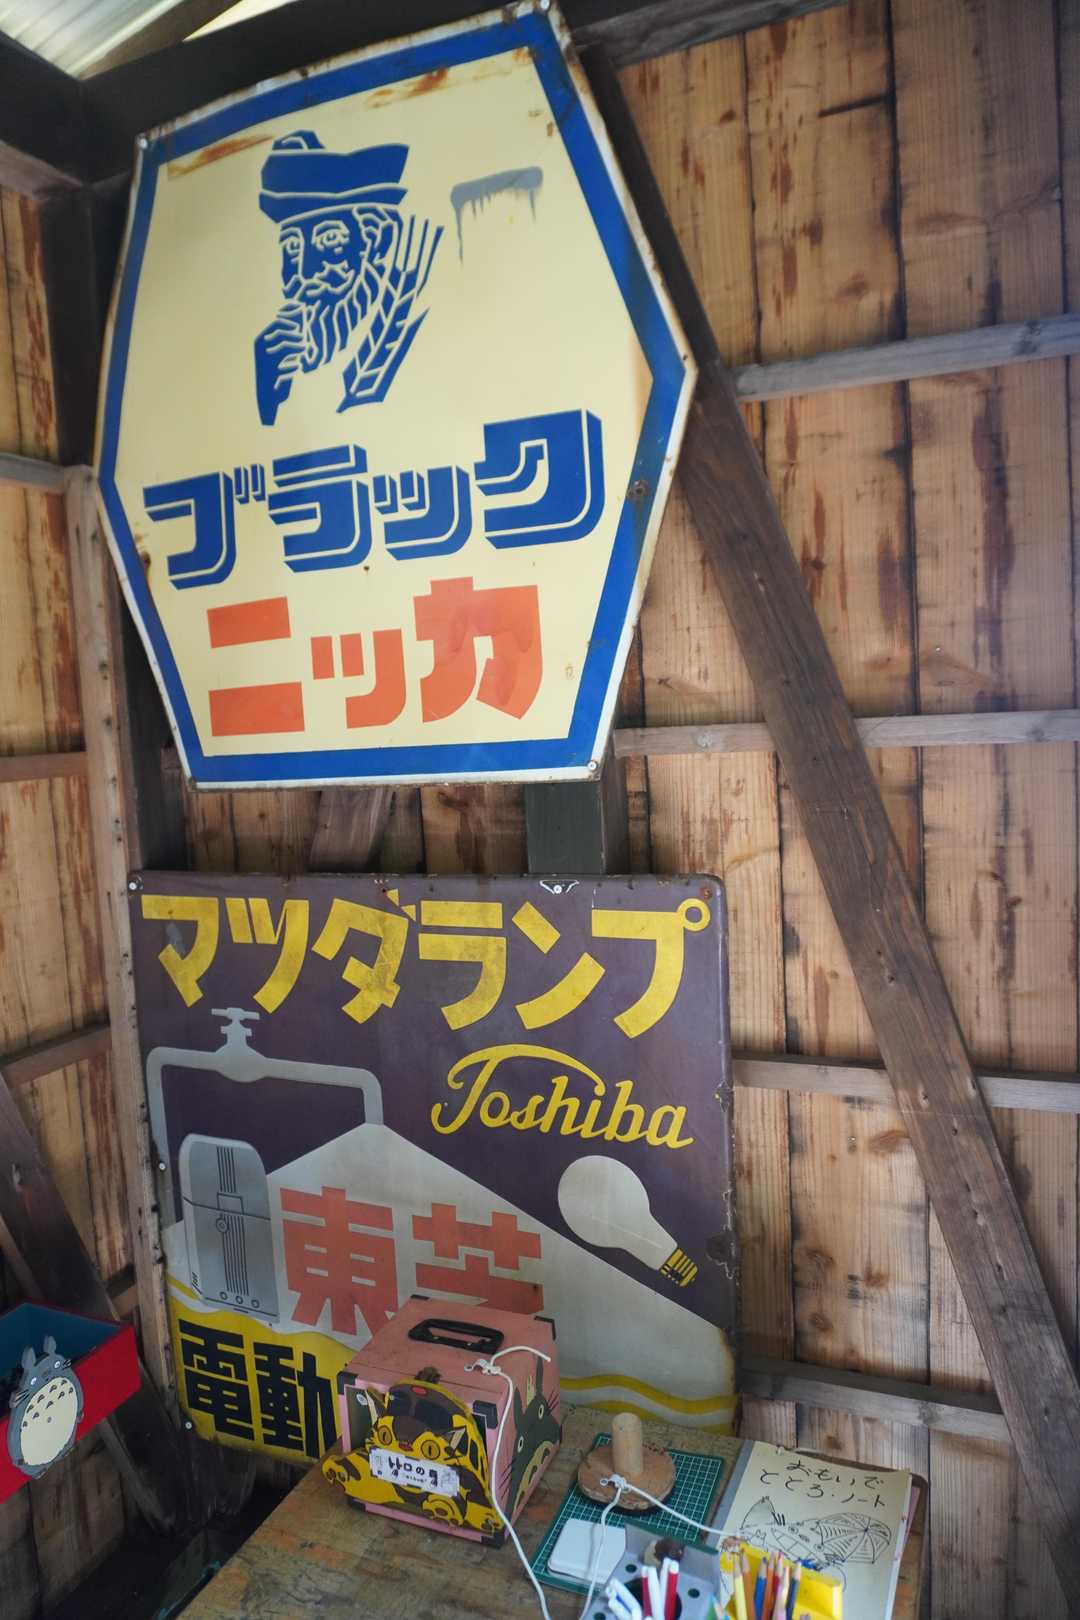 ブラック
ニッカ
マツダランプ
Toshiba
東芝
電動
おもいで
ととろ・ノート